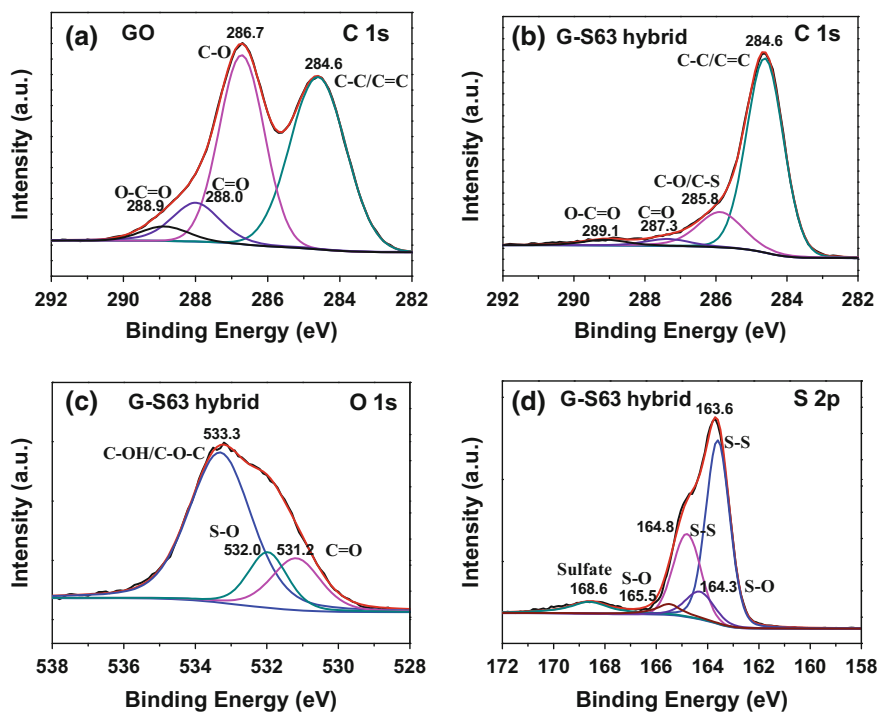 (a) GO C 1s
286.7
C-O
284.6
C-C/C=C
O-C=O
288.9
C=O
288.0
Intensity (a.u.)
292 290 288 286 284 282
Binding Energy (eV)
(b) G-S63 hybrid C 1s
284.6
C-C/C=C
C-O/C-S
285.8
O-C=O
289.1
C=O
287.3
Intensity (a.u.)
292 290 288 286 284 282
Binding Energy (eV)
(c) G-S63 hybrid O 1s
533.3
C-OH/C-O-C
S-O
532.0
531.2
C=O
Intensity (a.u.)
538 536 534 532 530 528
Binding Energy (eV)
(d) G-S63 hybrid S 2p
163.6
S-S
164.8
S-S
Sulfate
168.6
S-O
165.5
164.3
S-O
Intensity (a.u.)
172 170 168 166 164 162 160 158
Binding Energy (eV)